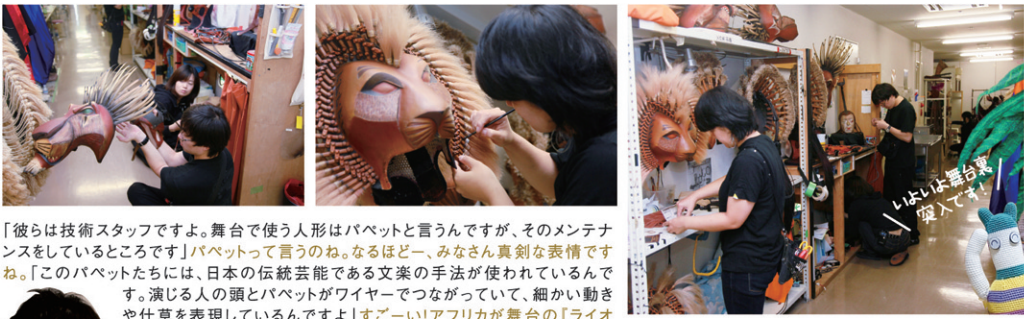 「彼らは技術スタッフですよ。舞台で使う人形はパペットと言うんですが、そのメンテナ
ンスをしているところです」パペットって言うのね。なるほどー、みなさん真剣な表情です
ね。「このパペットたちには、日本の伝統芸能である文楽の手法が使われているんで
す。演じる人の頭とパペットがワイヤーでつながっていて、細かい動き
や仕草を表現しているんですよ」すごーい!アフリカが舞台の『ライオ
いよいよ舞台裏
突入です!